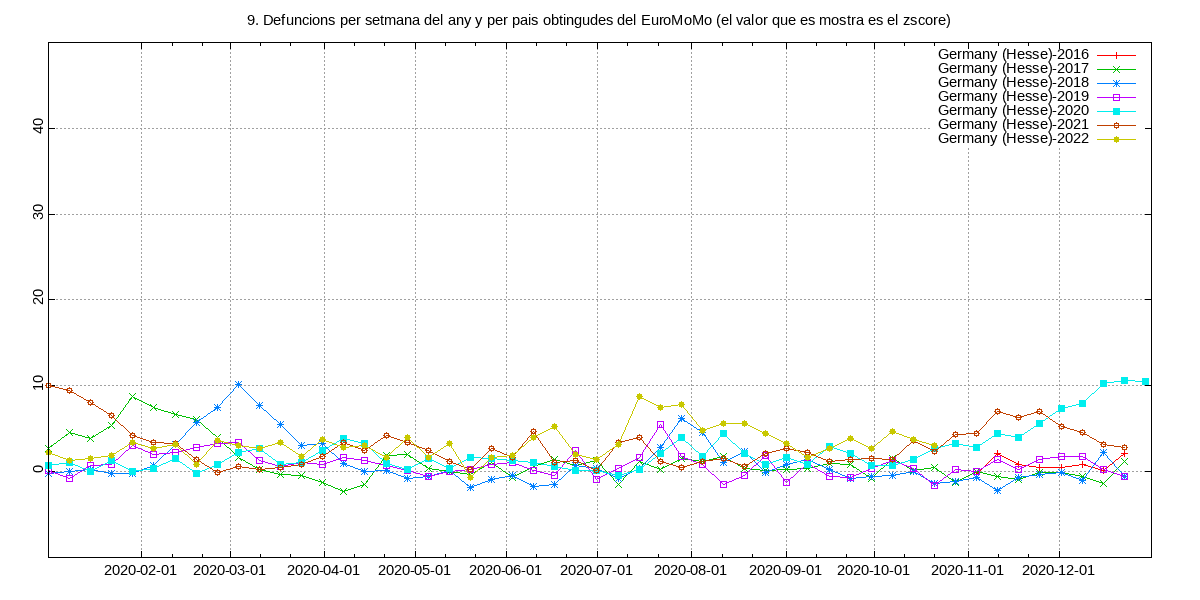 9. Defuncions per setmana del any y per pais obtingudes del EuroMoMo (el valor que es mostra es el zscore)
Germany (Hesse)-2016
Germany (Hesse)-2017
Germany (Hesse)-2018
Germany (Hesse)-2019
Germany (Hesse)-2020
Germany (Hesse)-2021
Germany (Hesse)-2022
40
30
20
10
0
2020-02-01 2020-03-01 2020-04-01 2020-05-01 2020-06-01 2020-07-01 2020-08-01 2020-09-01 2020-10-01 2020-11-01 2020-12-01